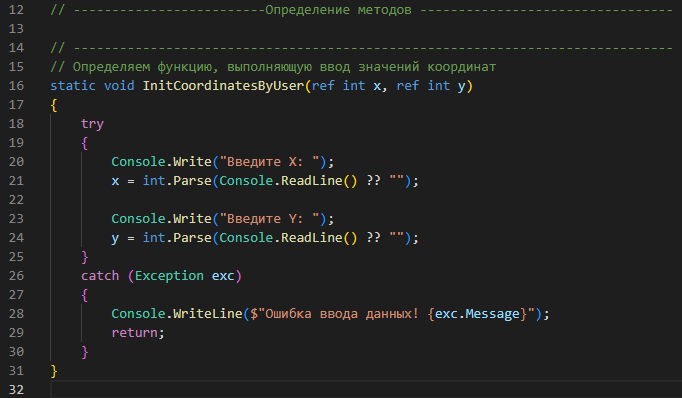 12 // -------------------------Определение методов ---------------------------------
13
14 // ------------------------------------------------------------------------------
15 // Определяем функцию, выполняющую ввод значений координат
16 static void InitCoordinatesByUser(ref int x, ref int y)
17 {
18     try
19     {
20         Console.Write("Введите X: ");
21         x = int.Parse(Console.ReadLine() ?? "");
22
23         Console.Write("Введите Y: ");
24         y = int.Parse(Console.ReadLine() ?? "");
25     }
26     catch (Exception exc)
27     {
28         Console.WriteLine($"Ошибка ввода данных! {exc.Message}");
29         return;
30     }
31 }
32